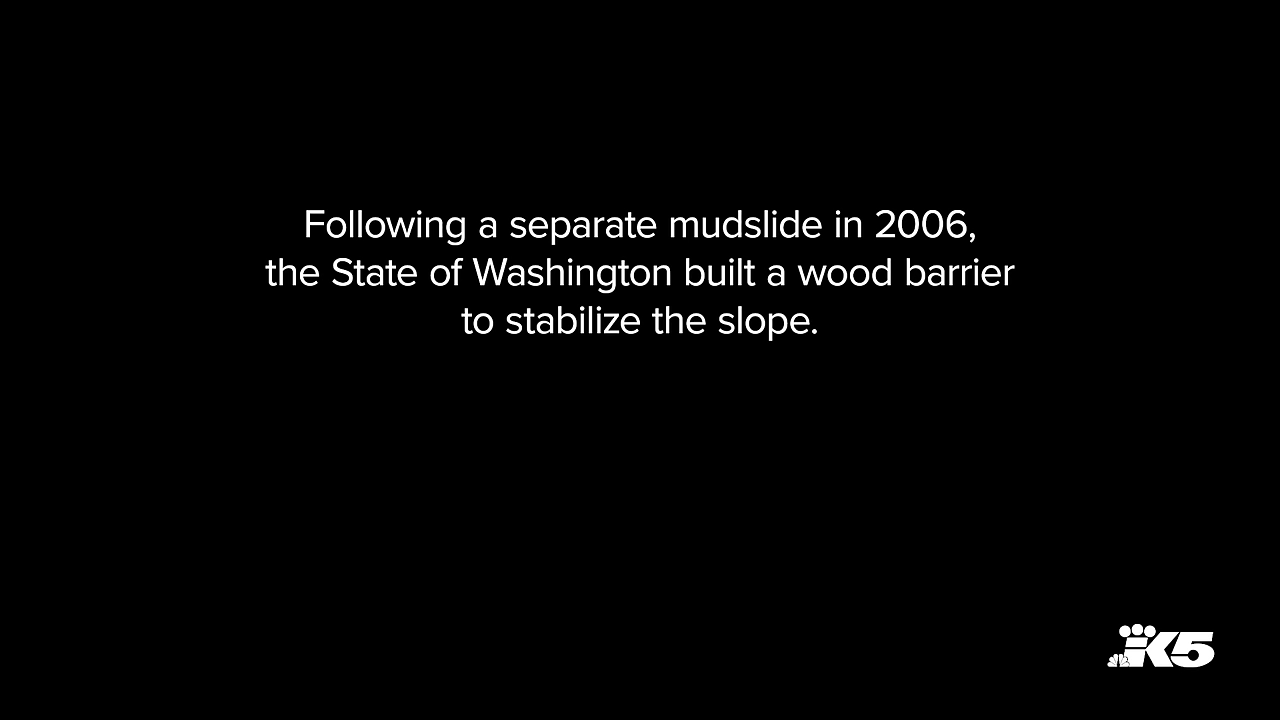 Following a separate mudslide in 2006,
the State of Washington built a wood barrier
to stabilize the slope.
K5